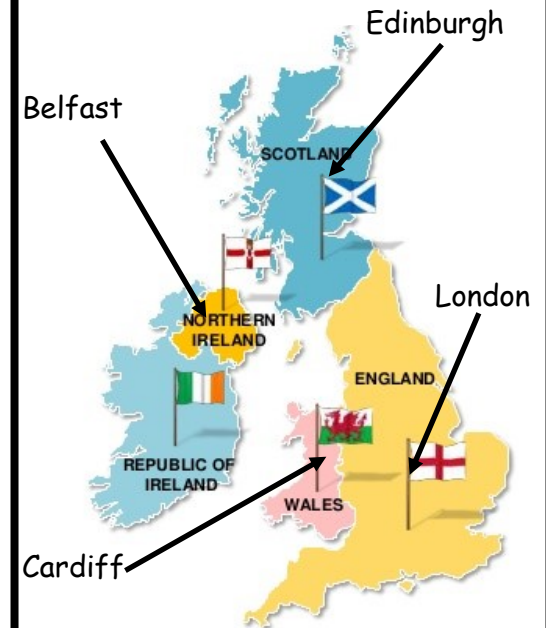 Edinburgh
Belfast
SCOTLAND
London
NORTHERN
IRELAND
ENGLAND
REPUBLIC OF
IRELAND
WALES
Cardiff